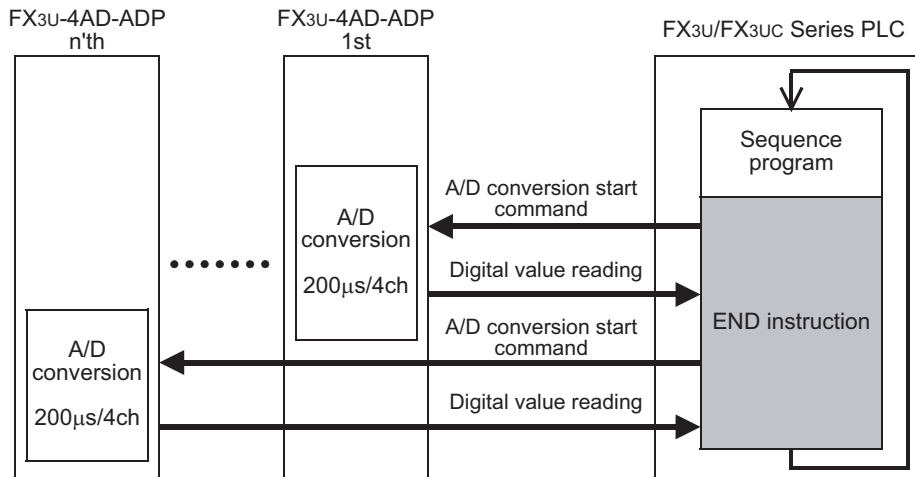 FX3U-4AD-ADP
n'th
FX3U-4AD-ADP
1st
FX3U/FX3UC Series PLC
Sequence
program
A/D conversion start
command
A/D
conversion
200μs/4ch
Digital value reading
END instruction
A/D conversion start
command
A/D
conversion
200μs/4ch
Digital value reading